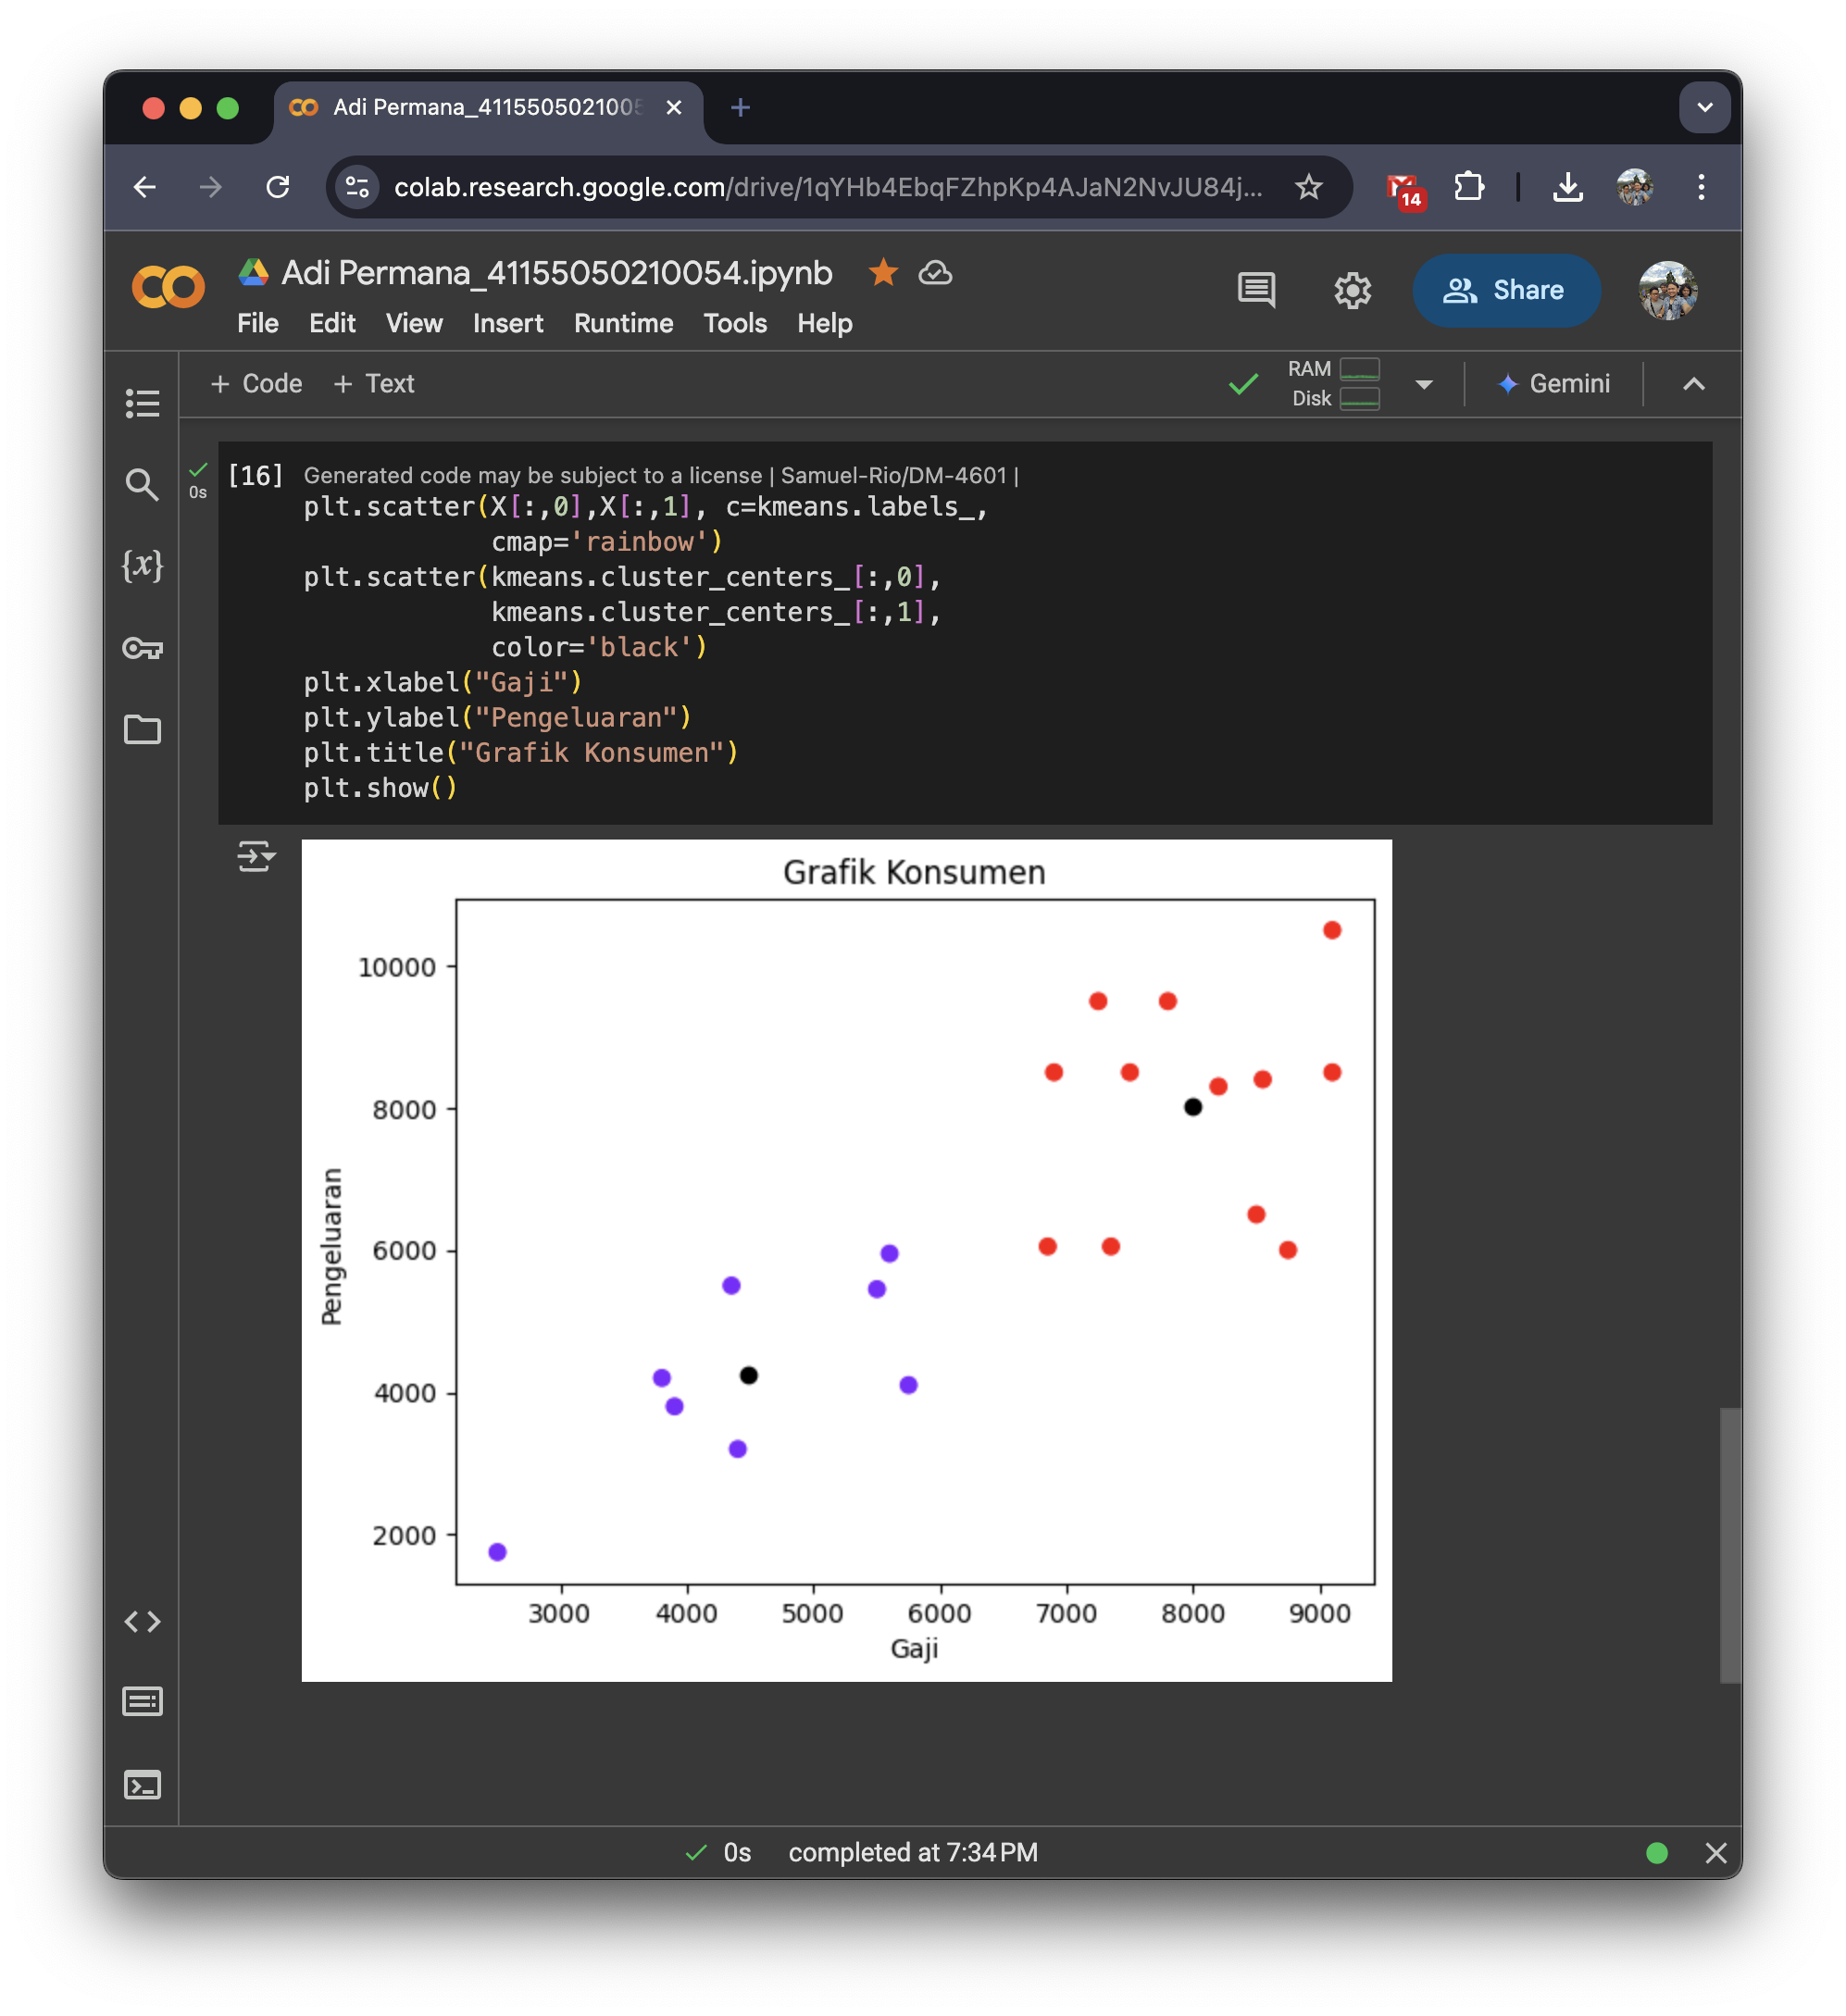 Adi Permana_4115505021005
colab.research.google.com/drive/1qYHb4EbqFZhpKp4AJaN2NvJU84j...
14
Adi Permana_41155050210054.ipynb
File Edit View Insert Runtime Tools Help
Share
+ Code + Text
RAM
Disk
Gemini
{x}
0s
[16] Generated code may be subject to a license | Samuel-Rio/DM-4601 |
plt.scatter(X[:,0],X[:,1], c=kmeans.labels_,
cmap='rainbow')
plt.scatter(kmeans.cluster_centers_[:,0],
kmeans.cluster_centers_[:,1],
color='black')
plt.xlabel("Gaji")
plt.ylabel("Pengeluaran")
plt.title("Grafik Konsumen")
plt.show()
Grafik Konsumen
10000
8000
6000
4000
2000
Pengeluaran
3000 4000 5000 6000 7000 8000 9000
Gaji
0s completed at 7:34 PM